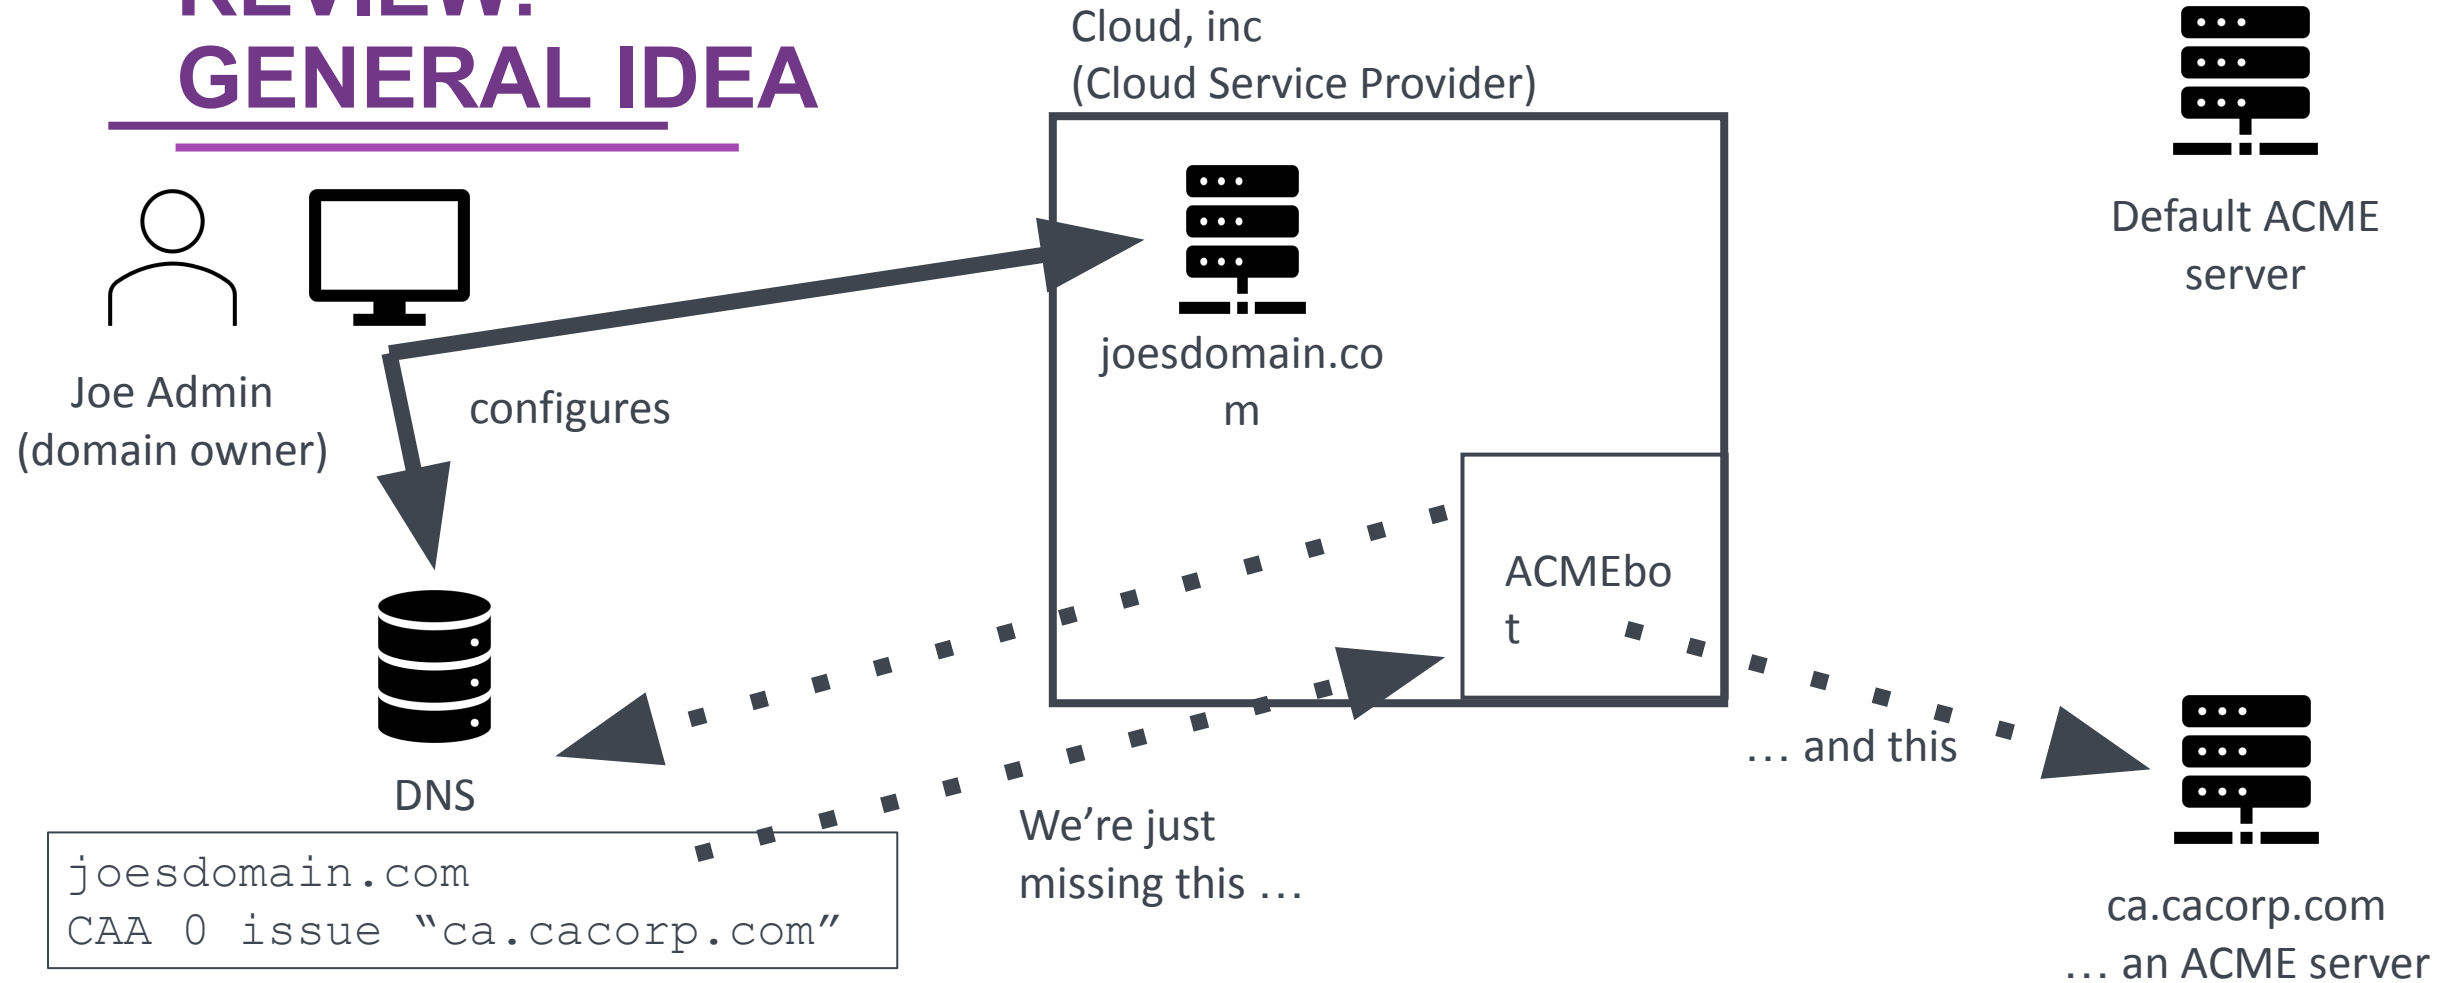 REVIEW:
GENERAL IDEA
Cloud, inc
(Cloud Service Provider)
Default ACME
server
joesdomain.co
m
Joe Admin
(domain owner)
configures
ACMEbo
t
… and this
DNS
We’re just
missing this …
joesdomain.com
CAA 0 issue “ca.cacorp.com”
ca.cacorp.com
… an ACME server